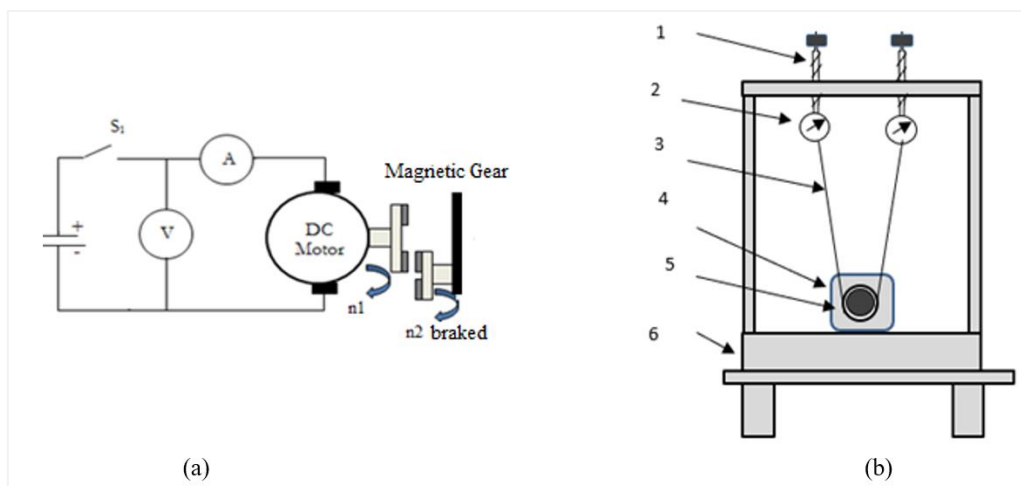 S1
A
+
-
V
DC
Motor
Magnetic Gear
n1
n2 braked
(a)
1
2
3
4
5
6
(b)